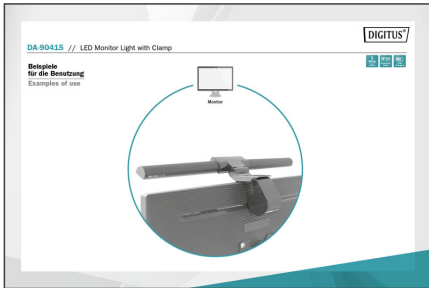 DIGITUS®
DA-90415 // LED Monitor Light with Clamp
Beispiele
für die Benutzung
Examples of use
Monitor